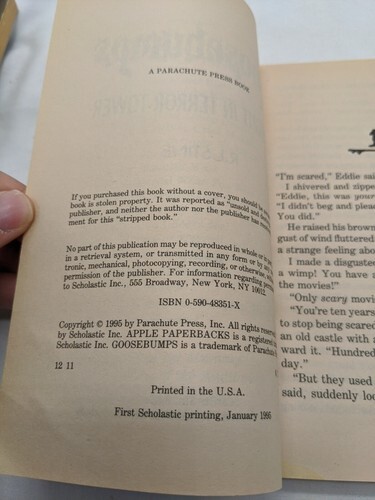 A PARACHUTE PRESS BOOK
If you purchased this book without a cover, you should be
book is stolen property. It was reported as "unsold and
publisher, and neither the author nor the publisher has
ment for this "stripped book."
No part of this publication may be reproduced in whole or in
in a retrieval system, or transmitted in any form or by
tronic, mechanical, photocopying, recording, or otherwise,
permission of the publisher. For information regarding
to Scholastic Inc., 555 Broadway, New York, NY 10012.
ISBN 0-590-48351-X
Copyright © 1995 by Parachute Press, Inc. All rights
by Scholastic Inc. APPLE PAPERBACKS is a registered
Scholastic Inc. GOOSEBUMPS is a trademark of Parachute
12 11
Printed in the U.S.A.
First Scholastic printing, January 1995
"I'm scared," Eddie
I shivered and
"Eddie, this was your
"I didn't beg and
You did."
He raised his brown
gust of wind fluttered
a strange feeling
I made a disgusted
a wimp! You have
the movies!"
"Only scary
"You're ten years
to stop being scared
an old castle with
ward it. "Hundred
day."
"But they used
said, suddenly